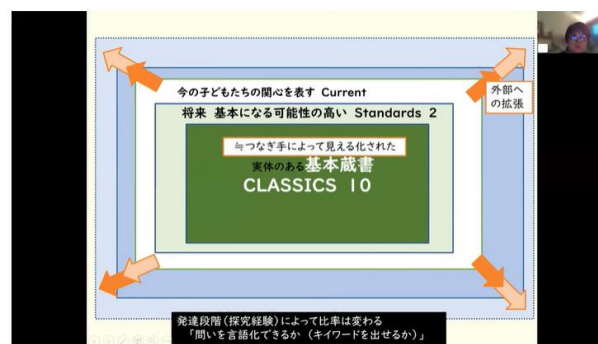 今の子どもたちの関心を表す Current
将来 基本になる可能性の高い Standards 2
≒つなぎ手によって見える化された
実体のある基本蔵書
CLASSICS 10
外部へ
の拡張
発達段階(探究経験)によって比率は変わる
「問いを言語化できるか(キイワードを出せるか)」